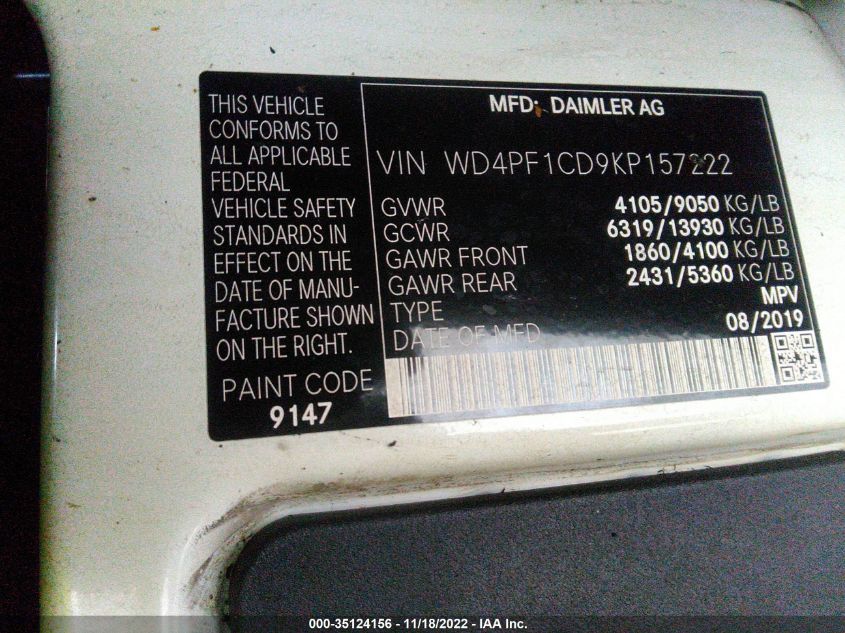 THIS VEHICLE
CONFORMS TO
ALL APPLICABLE
FEDERAL
VEHICLE SAFETY
STANDARDS IN
EFFECT ON THE
DATE OF MANU-
FACTURE SHOWN
ON THE RIGHT.
PAINT CODE
9147
MFD: DAIMLER AG
VIN WD4PF1CD9KP157222
GVWR 4105/9050 KG/LB
GCWR 6319/13930 KG/LB
GAWR FRONT 1860/4100 KG/LB
GAWR REAR 2431/5360 KG/LB
TYPE MPV
DATE OF MFD 08/2019
000-35124156 - 11/18/2022 - IAA Inc.